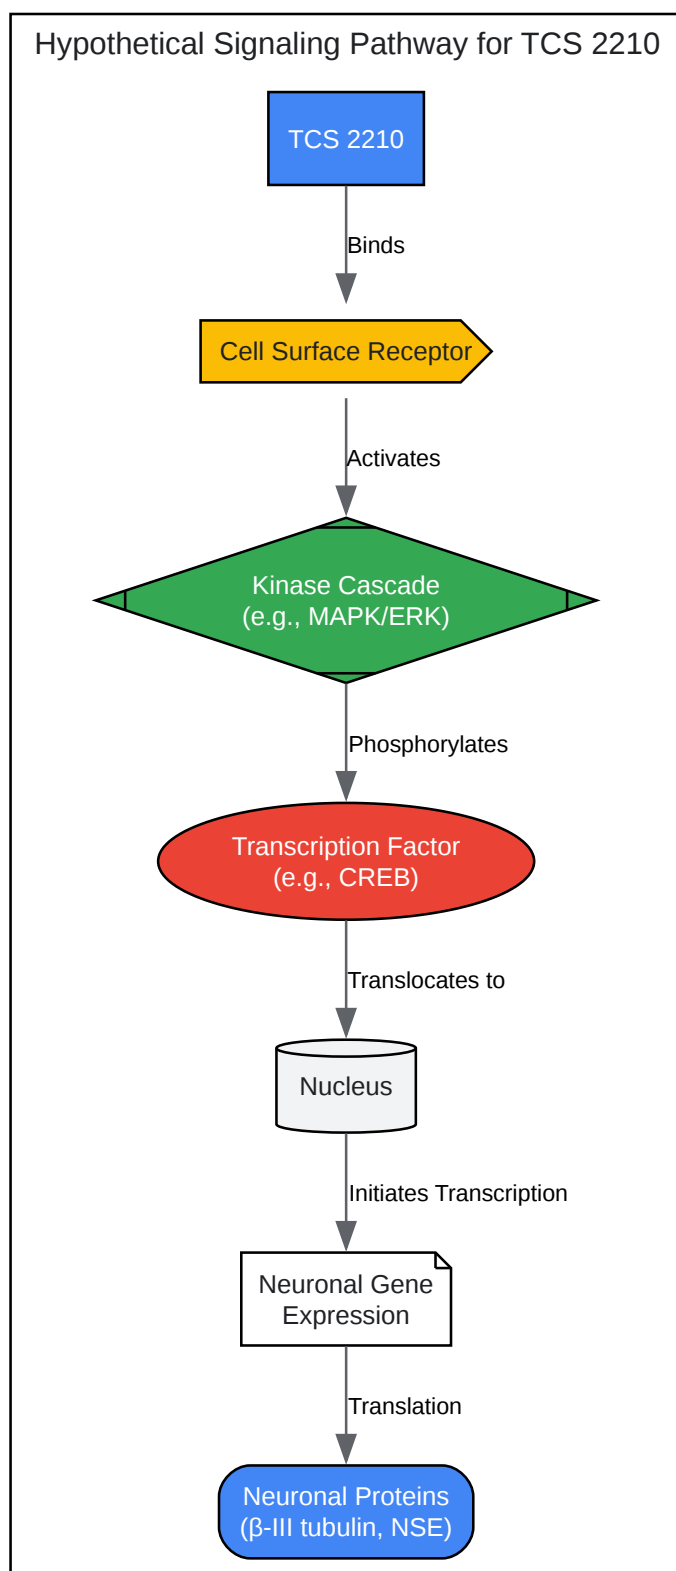 Hypothetical Signaling Pathway for TCS 2210
TCS 2210
Binds
Cell Surface Receptor
Activates
Kinase Cascade
(e.g., MAPK/ERK)
Phosphorylates
Transcription Factor
(e.g., CREB)
Translocates to
Nucleus
Initiates Transcription
Neuronal Gene
Expression
Translation
Neuronal Proteins
(β-III tubulin, NSE)